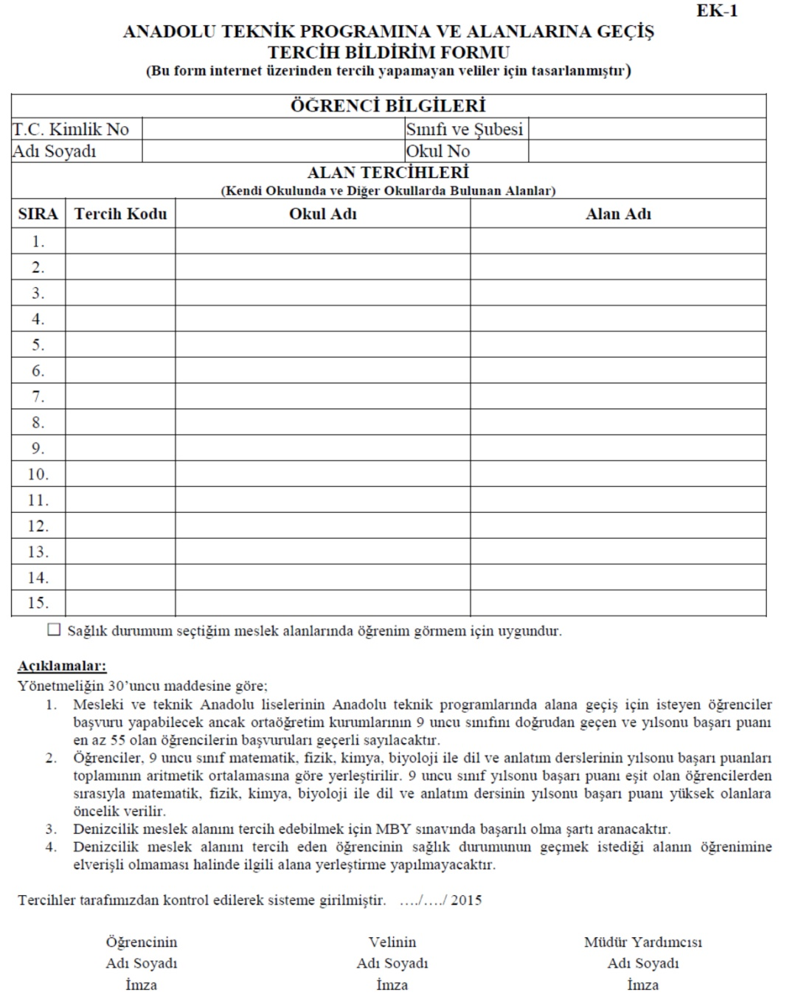 EK-1
ANADOLU TEKNİK PROGRAMINA VE ALANLARINA GEÇİŞ
TERCİH BİLDİRİM FORMU
(Bu form internet üzerinden tercih yapamayan veliler için tasarlanmıştır)
ÖĞRENCİ BİLGİLERİ
T.C. Kimlik No Sınıfı ve Şubesi
Adı Soyadı Okul No
ALAN TERCİHLERİ
(Kendi Okulunda ve Diğer Okullarda Bulunan Alanlar)
SIRA Tercih Kodu Okul Adı Alan Adı
1.
2.
3.
4.
5.
6.
7.
8.
9.
10.
11.
12.
13.
14.
15.
☐ Sağlık durumum seçtiğim meslek alanlarında öğrenim görmem için uygundur.
Açıklamalar:
Yönetmeliğin 30’uncu maddesine göre;
1. Mesleki ve teknik Anadolu liselerinin Anadolu teknik programlarında alana geçiş için isteyen öğrenciler
başvuru yapabilecek ancak ortaöğretim kurumlarının 9 uncu sınıfını doğrudan geçen ve yılsonu başarı puanı
en az 55 olan öğrencilerin başvuruları geçerli sayılacaktır.
2. Öğrenciler, 9 uncu sınıf matematik, fizik, kimya, biyoloji ile dil ve anlatım derslerinin yılsonu başarı puanları
toplamının aritmetik ortalamasına göre yerleştirilir. 9 uncu sınıf yılsonu başarı puanı eşit olan öğrencilerden
sırasıyla matematik, fizik, kimya, biyoloji ile dil ve anlatım dersinin yılsonu başarı puanı yüksek olanlara
öncelik verilir.
3. Denizcilik meslek alanını tercih edebilmek için MBY sınavında başarılı olma şartı aranacaktır.
4. Denizcilik meslek alanını tercih eden öğrencinin sağlık durumunun geçmek istediği alanın öğrenimine
elverişli olmaması halinde ilgili alana yerleştirme yapılmayacaktır.
Tercihler tarafımızdan kontrol edilerek sisteme girilmiştir. …./…./ 2015
Öğrencinin Velinin Müdür Yardımcısı
Adı Soyadı Adı Soyadı Adı Soyadı
İmza İmza İmza